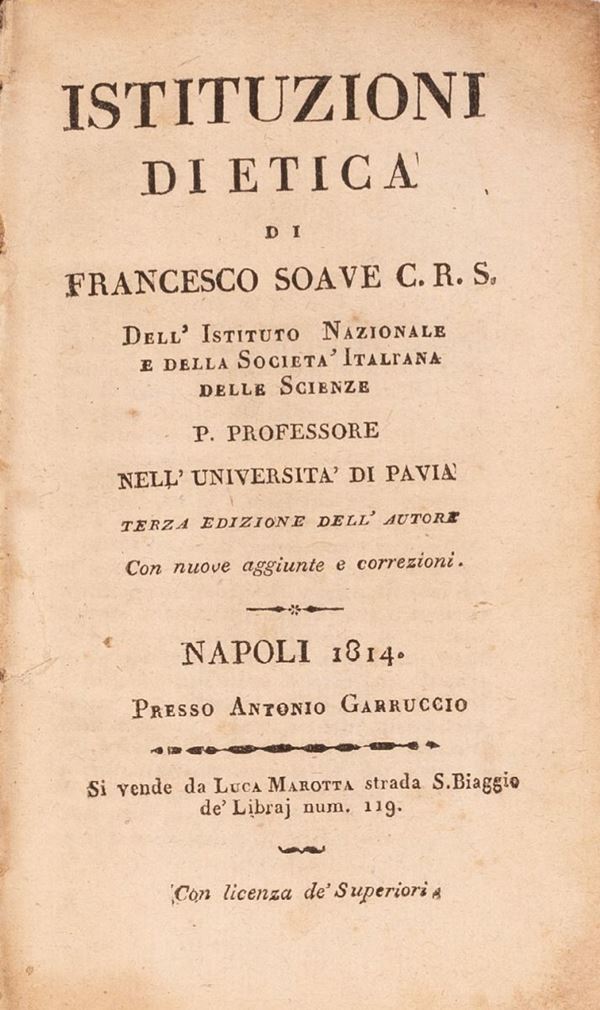 ISTITUZIONI
DI ETICA'
DI
FRANCESCO SOAVE C. R. S.
DELL' ISTITUTO NAZIONALE
E DELLA SOCIETA' ITALIANA
DELLE SCIENZE
P. PROFESSORE
NELL' UNIVERSITA' DI PAVIA'
TERZA EDIZIONE DELL' AUTORE
Con nuove aggiunte e correzioni.
NAPOLI 1814.
PRESSO ANTONIO GARRUCCIO
Si vende da LUCA MAROTTA strada S. Biaggio
de' Libraj num. 119.
Con licenza de' Superiori.